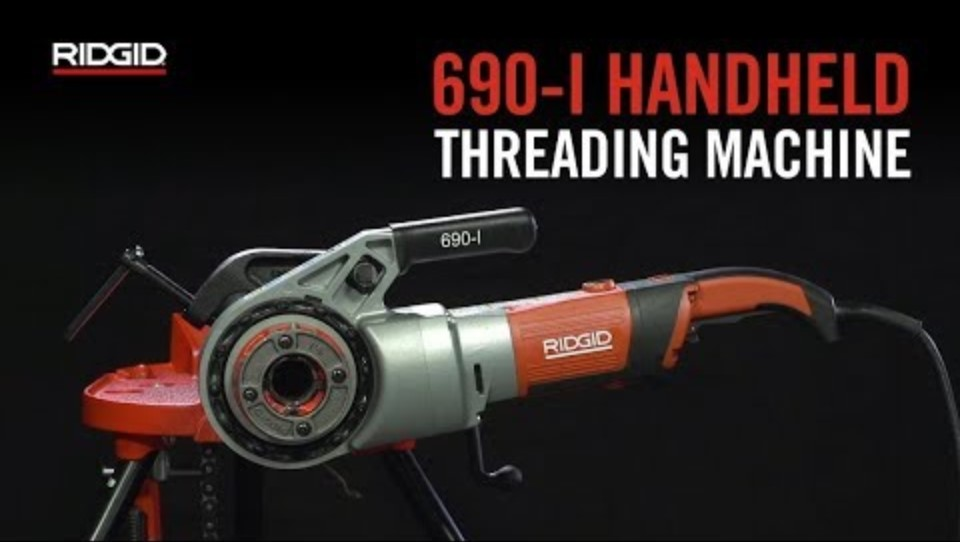 RIDGID
690-I HANDHELD
THREADING MACHINE
690-I
RIDGID